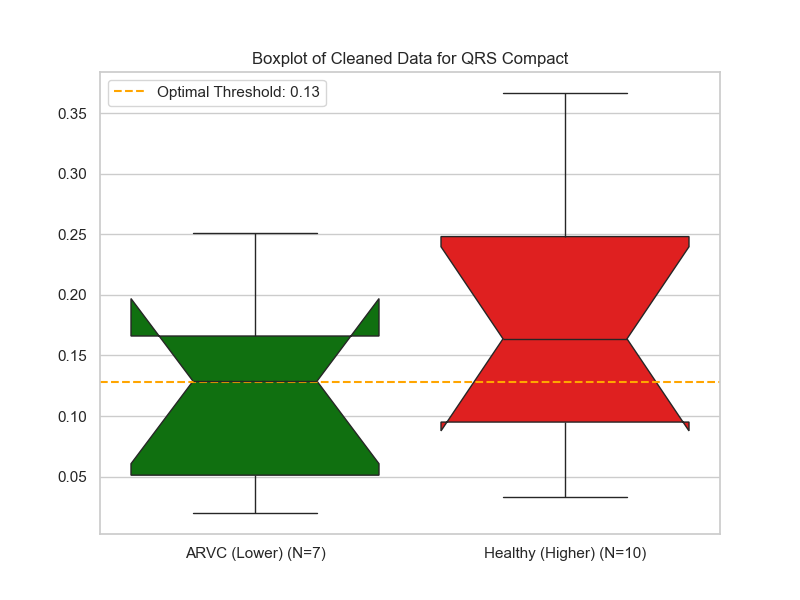 Boxplot of Cleaned Data for QRS Compact
Optimal Threshold: 0.13
0.35
0.30
0.25
0.20
0.15
0.10
0.05
ARVC (Lower) (N=7)
Healthy (Higher) (N=10)